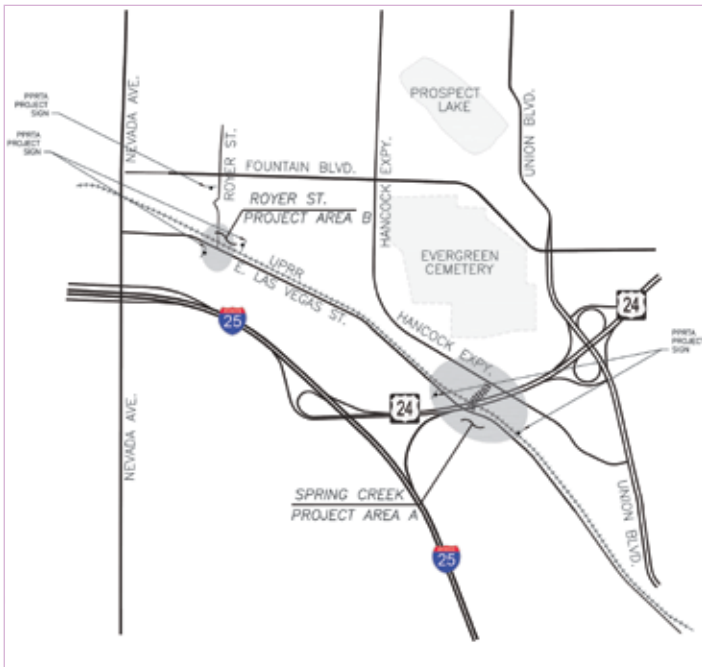 NEVADA AVE.
PPRTA
PROJECT
SIGN
PPRTA
PROJECT
SIGN
ROYER ST.
FOUNTAIN BLVD.
HANCOCK EXPY.
PROSPECT
LAKE
UNION BLVD.
ROYER ST.
PROJECT AREA B
UPRR
E. LAS VEGAS ST.
EVERGREEN
CEMETERY
25
HANCOCK EXPY.
24
PPRTA
PROJECT
SIGN
24
NEVADA AVE.
SPRING CREEK
PROJECT AREA A
UNION BLVD.
25